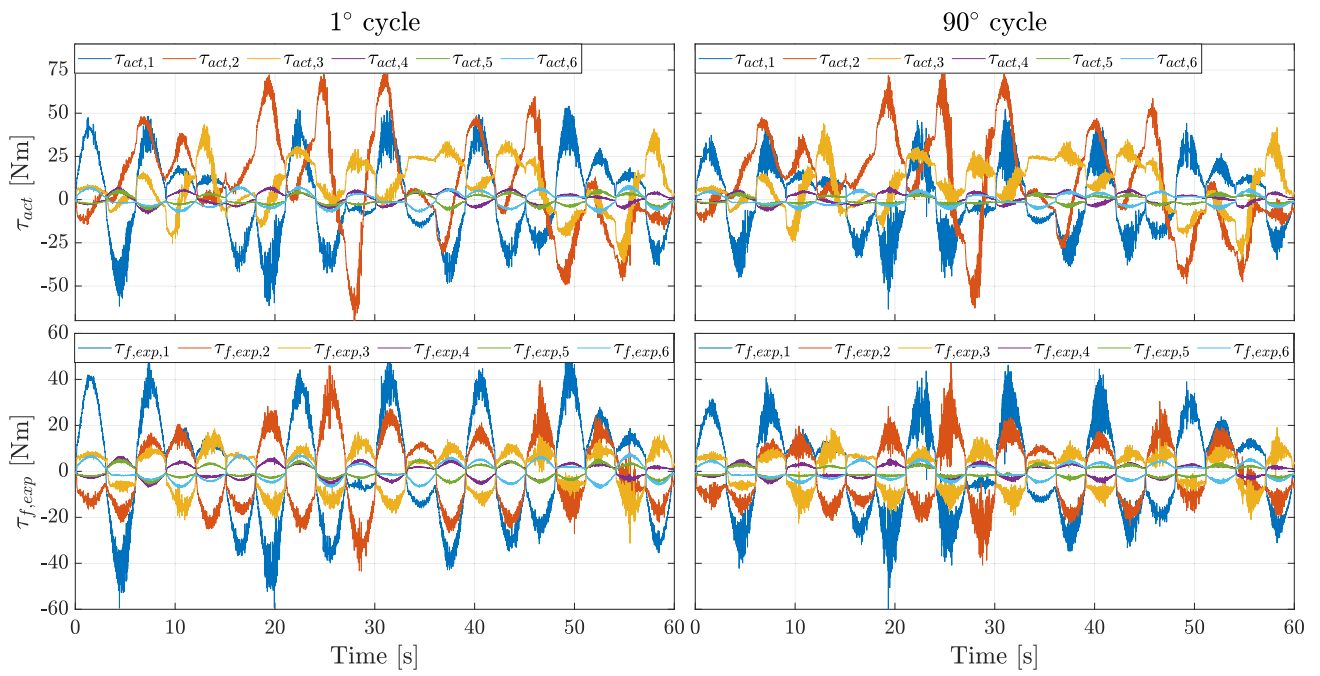 1° cycle 90° cycle
τ_act,1 τ_act,2 τ_act,3 τ_act,4 τ_act,5 τ_act,6
τ_act,1 τ_act,2 τ_act,3 τ_act,4 τ_act,5 τ_act,6
75
50
25
0
-25
-50
τ_act [Nm]
τ_f,exp,1 τ_f,exp,2 τ_f,exp,3 τ_f,exp,4 τ_f,exp,5 τ_f,exp,6
τ_f,exp,1 τ_f,exp,2 τ_f,exp,3 τ_f,exp,4 τ_f,exp,5 τ_f,exp,6
60
40
20
0
-20
-40
-60
τ_f,exp [Nm]
0 10 20 30 40 50 60
0 10 20 30 40 50 60
Time [s] Time [s]